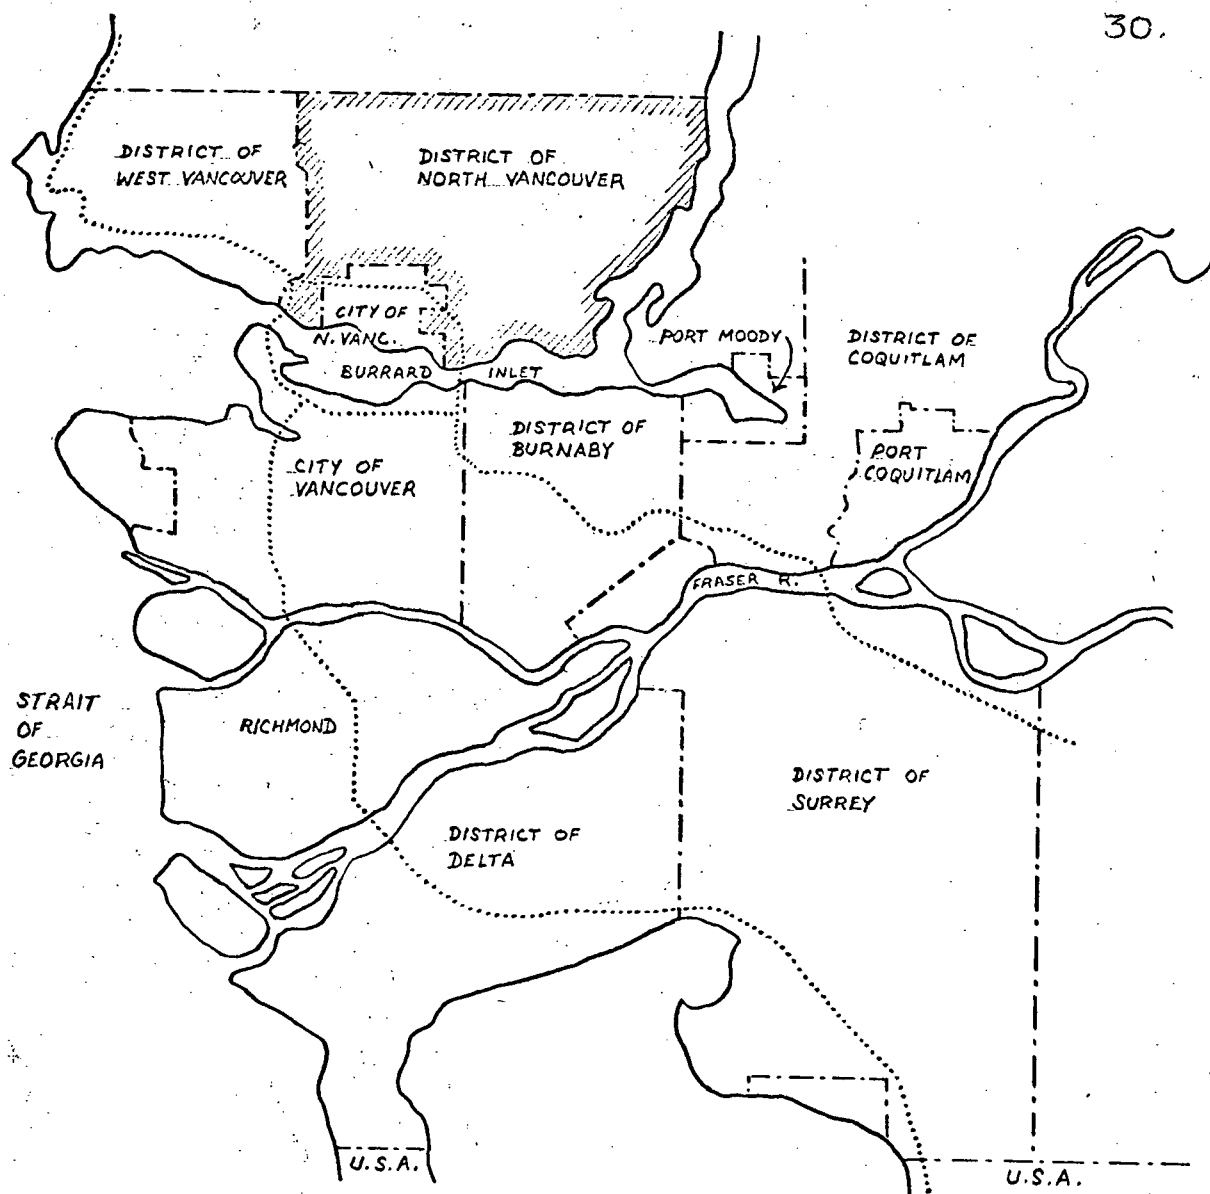 30.
DISTRICT OF
WEST VANCOUVER
DISTRICT OF
NORTH VANCOUVER
CITY OF
N. VANC.
BURRARD INLET
PORT MOODY
DISTRICT OF
COQUITLAM
DISTRICT OF
BURNABY
PORT
COQUITLAM
CITY OF
VANCOUVER
FRASER R.
STRAIT
OF
GEORGIA
RICHMOND
DISTRICT OF
SURREY
DISTRICT OF
DELTA
U.S.A.
U.S.A.